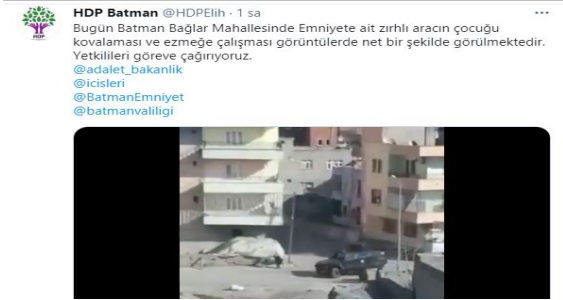 HDP Batman @HDPElih · 1 sa
Bugün Batman Bağlar Mahallesinde Emniyete ait zırhlı aracın çocuğu
kovalaması ve ezmeğe çalışması görüntülerde net bir şekilde görülmektedir.
Yetkilileri göreve çağırıyoruz.
@adalet_bakanlik
@icisleri
@BatmanEmniyet
@batmanvaliligi
HDP